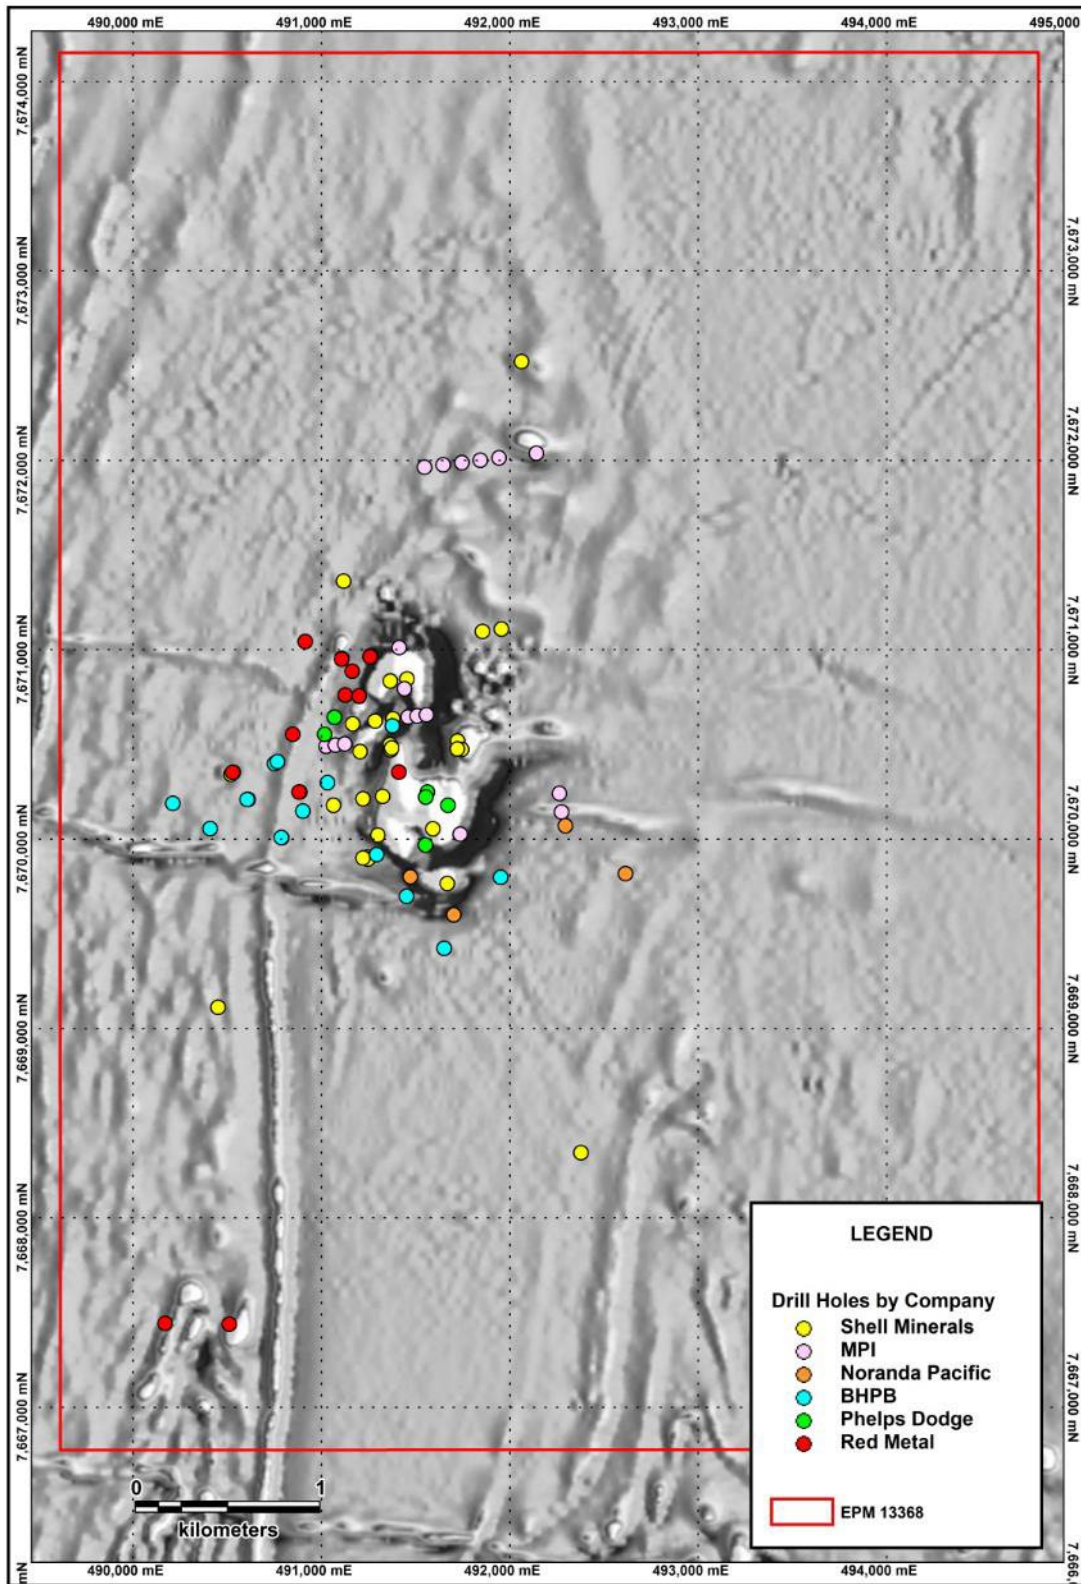 490,000 mE 491,000 mE 492,000 mE 493,000 mE 494,000 mE 495,000
7,674,000 mN
7,673,000 mN
7,672,000 mN
7,671,000 mN
7,670,000 mN
7,669,000 mN
7,668,000 mN
7,667,000 mN
mN
7,673,000 mN
7,672,000 mN
7,671,000 mN
7,670,000 mN
7,669,000 mN
7,668,000 mN
7,667,000 mN
7,666,0
LEGEND
Drill Holes by Company
Shell Minerals
MPI
Noranda Pacific
BHPB
Phelps Dodge
Red Metal
EPM 13368
0 1
kilometers
490,000 mE 491,000 mE 492,000 mE 493,000 mE 494,000 mE